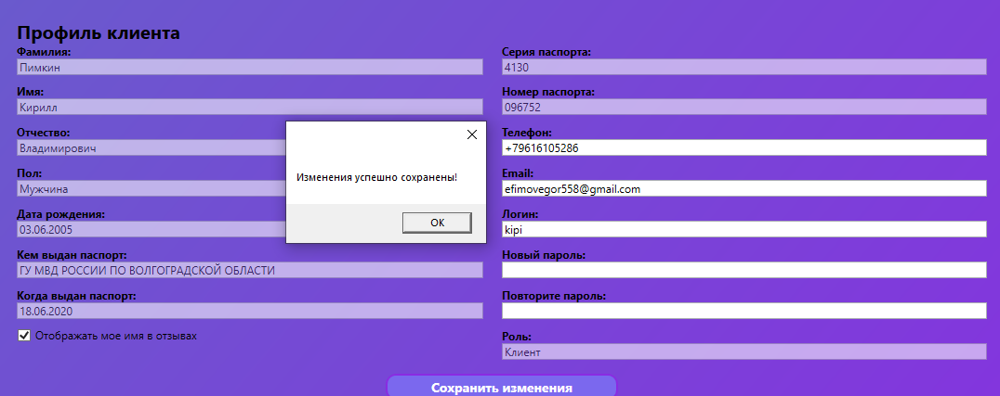 Профиль клиента
Фамилия:
Пимкин
Имя:
Кирилл
Отчество:
Владимирович
Пол:
Мужчина
Дата рождения:
03.06.2005
Кем выдан паспорт:
ГУ МВД РОССИИ ПО ВОЛГОГРАДСКОЙ ОБЛАСТИ
Когда выдан паспорт:
18.06.2020
Отображать мое имя в отзывах
Серия паспорта:
4130
Номер паспорта:
096752
Телефон:
+79616105286
Email:
efimovegor558@gmail.com
Логин:
kipi
Новый пароль:
Повторите пароль:
Роль:
Клиент
Изменения успешно сохранены!
OK
Сохранить изменения